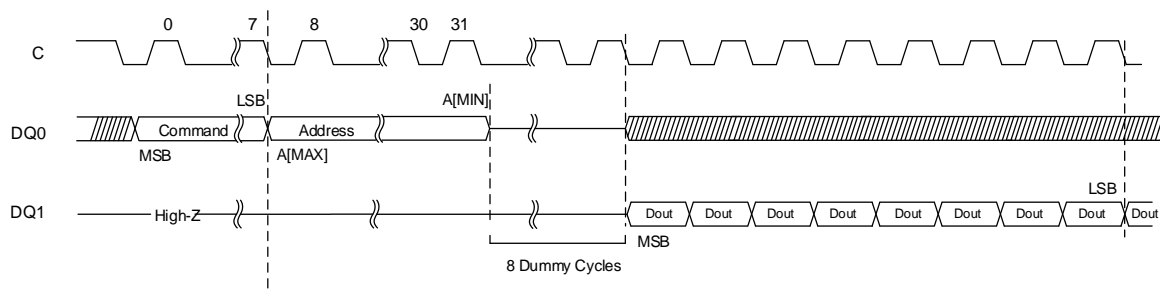 0 7 8 30 31
C
LSB A[MIN]
DQ0 Command Address
MSB A[MAX]
LSB
DQ1 High-Z Dout Dout Dout Dout Dout Dout Dout Dout Dout
MSB
8 Dummy Cycles